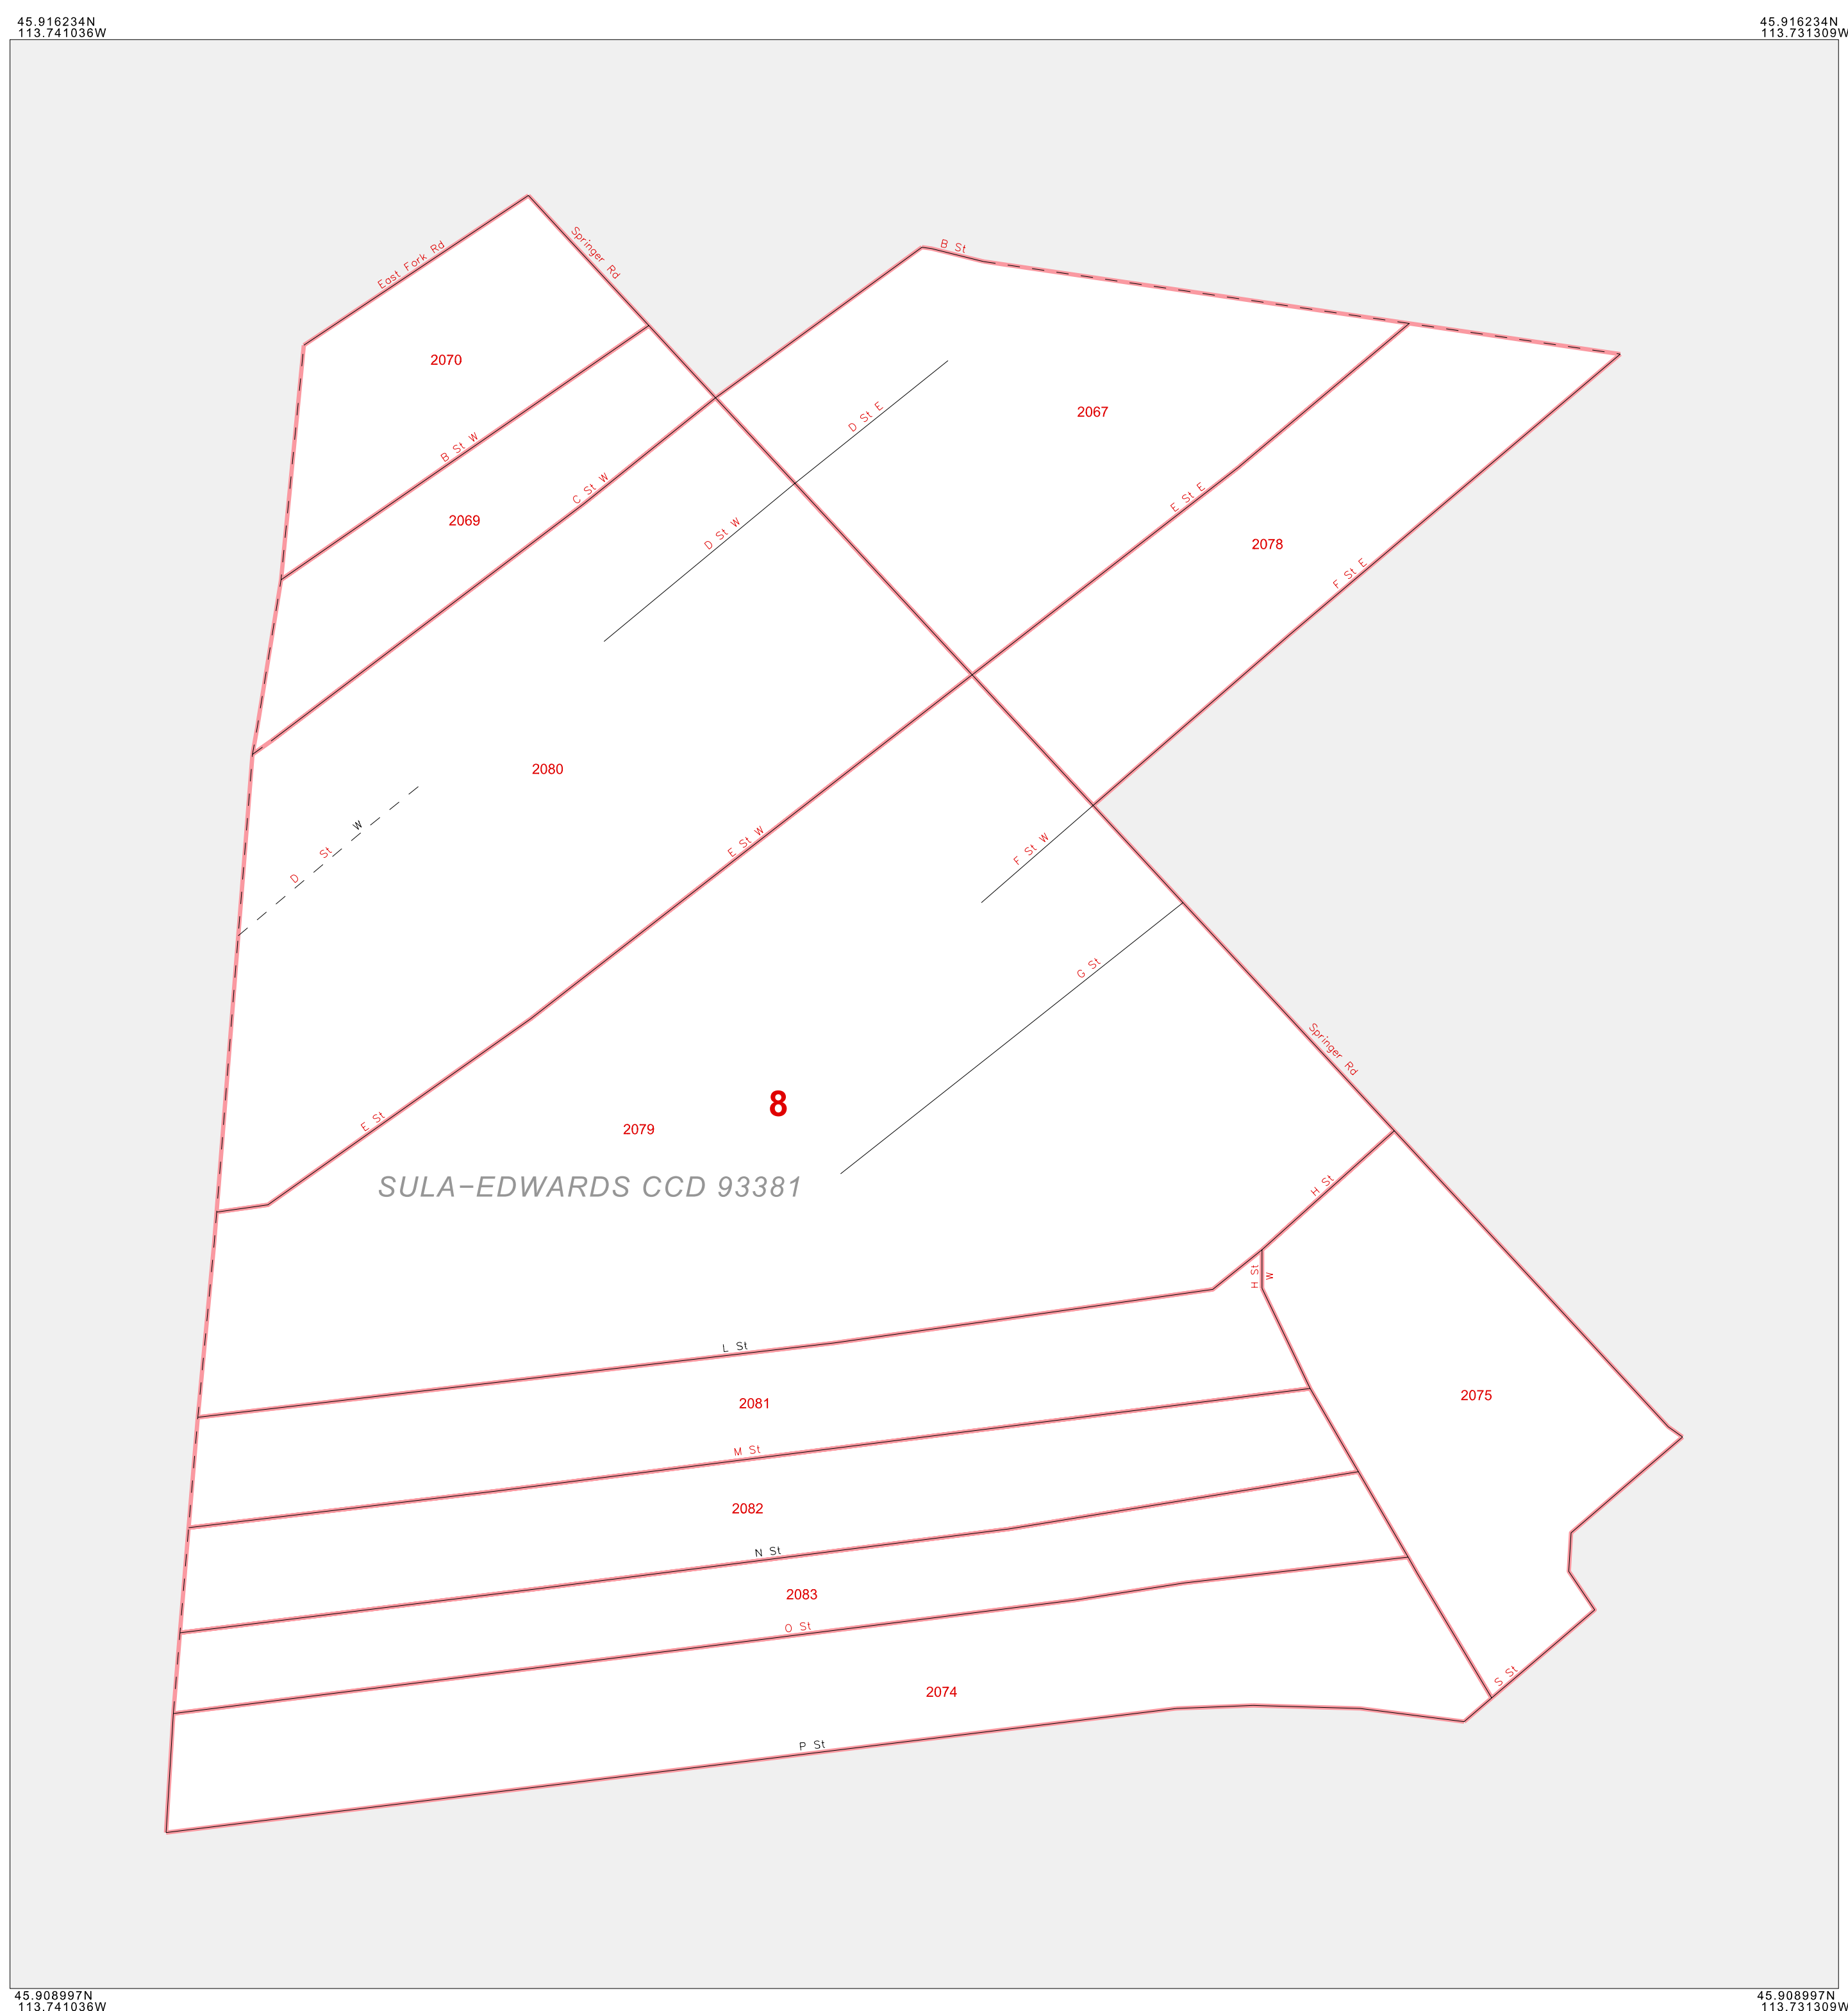 45.916234N
113.741036W
45.916234N
113.731309W
East Fork Rd
Springer Rd
B St
2070
B St W
D St E
2067
2069
C St W
D St W
E St E
2078
F St E
2080
D St W
E St W
F St W
G St
Springer Rd
8
E St
2079
SULA-EDWARDS CCD 93381
H St
H St
W
L St
2081
2075
M St
2082
N St
2083
O St
S St
2074
P St
45.908997N
113.741036W
45.908997N
113.731309W